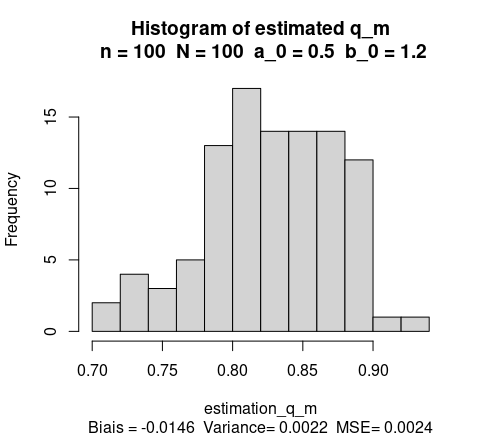 Histogram of estimated q_m
n = 100  N = 100  a_0 = 0.5  b_0 = 1.2
15
10
5
0
Frequency
0.70 0.75 0.80 0.85 0.90
estimation_q_m
Biais = -0.0146  Variance= 0.0022  MSE= 0.0024